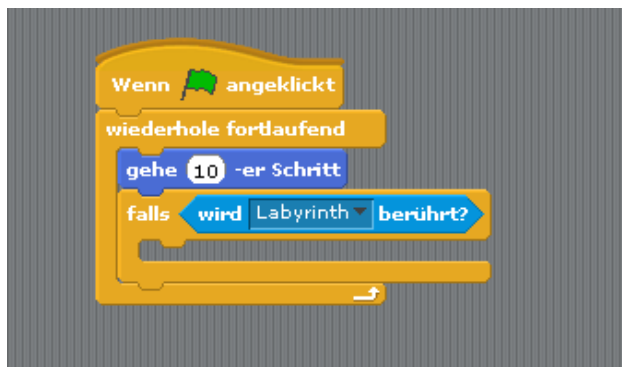 Wenn angeklickt
wiederhole fortlaufend
gehe 10 -er Schritt
falls wird Labyrinth berührt?